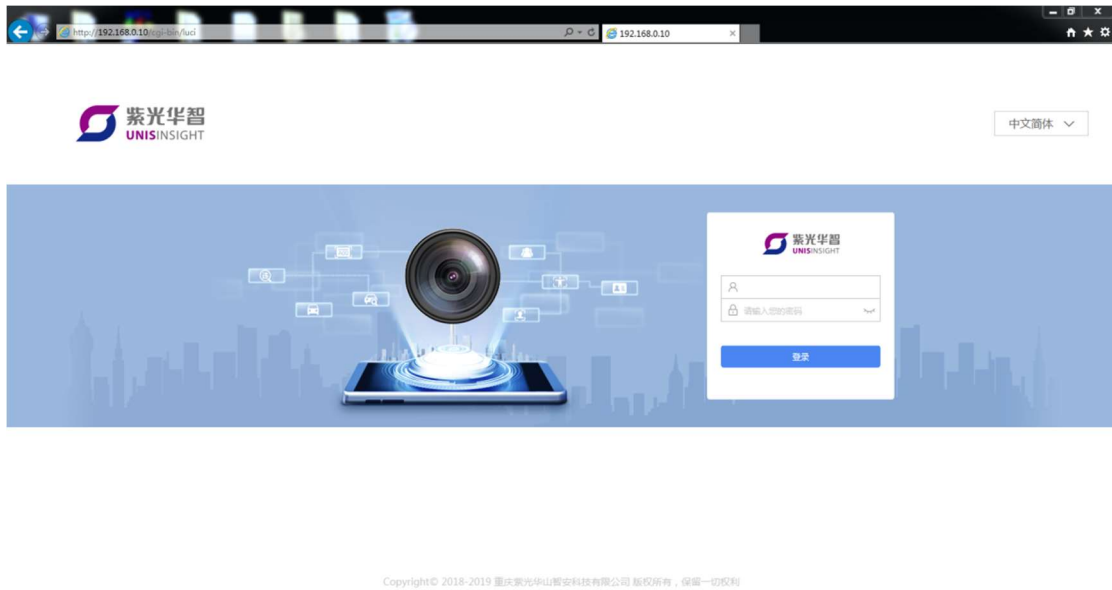 http://192.168.0.10/cgi-bin/luci
192.168.0.10
紫光华智
UNISINSIGHT
中文简体
紫光华智
UNISINSIGHT
请输入您的密码
登录
Copyright© 2018-2019 重庆紫光华山智安科技有限公司 版权所有，保留一切权利